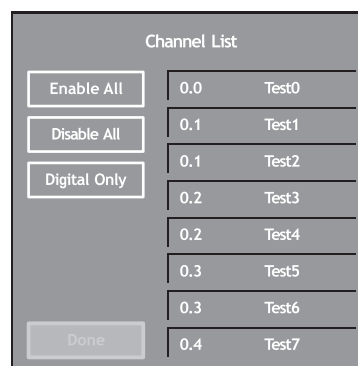 Channel List
Enable All
Disable All
Digital Only
Done
0.0 Test0
0.1 Test1
0.1 Test2
0.2 Test3
0.2 Test4
0.3 Test5
0.3 Test6
0.4 Test7